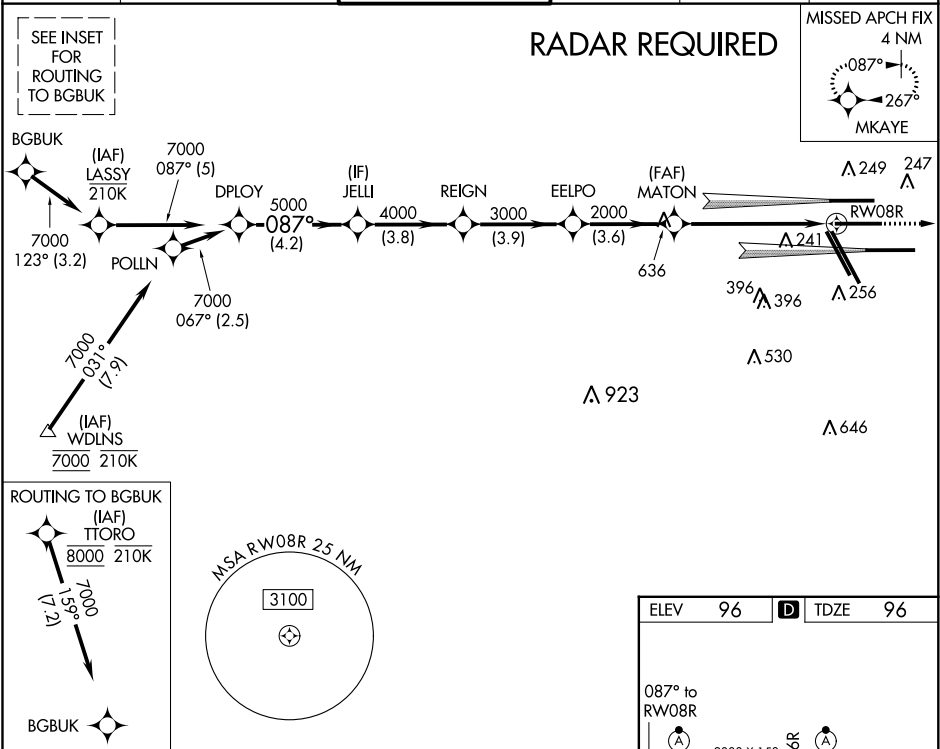 SEE INSET
FOR
ROUTING
TO BGBUK
RADAR REQUIRED
MISSED APCH FIX
4 NM
087°
267°
MKAYE
BGBUK
7000
123° (3.2)
(IAF)
LASSY
210K
7000
087° (5)
POLLN
7000
067° (2.5)
DPLOY
5000
087°
(4.2)
(IF)
JELLI
4000
(3.8)
REIGN
3000
(3.9)
EELPO
2000
(3.6)
(FAF)
MATON
636
249
247
RW08R
241
396
396
256
530
923
646
7000
031°
(7.9)
(IAF)
WDLNS
7000 210K
ROUTING TO BGBUK
(IAF)
TTORO
8000 210K
7000
159°
(7.2)
BGBUK
MSA RW08R 25 NM
3100
ELEV 96 D TDZE 96
087° to
RW08R
A
A